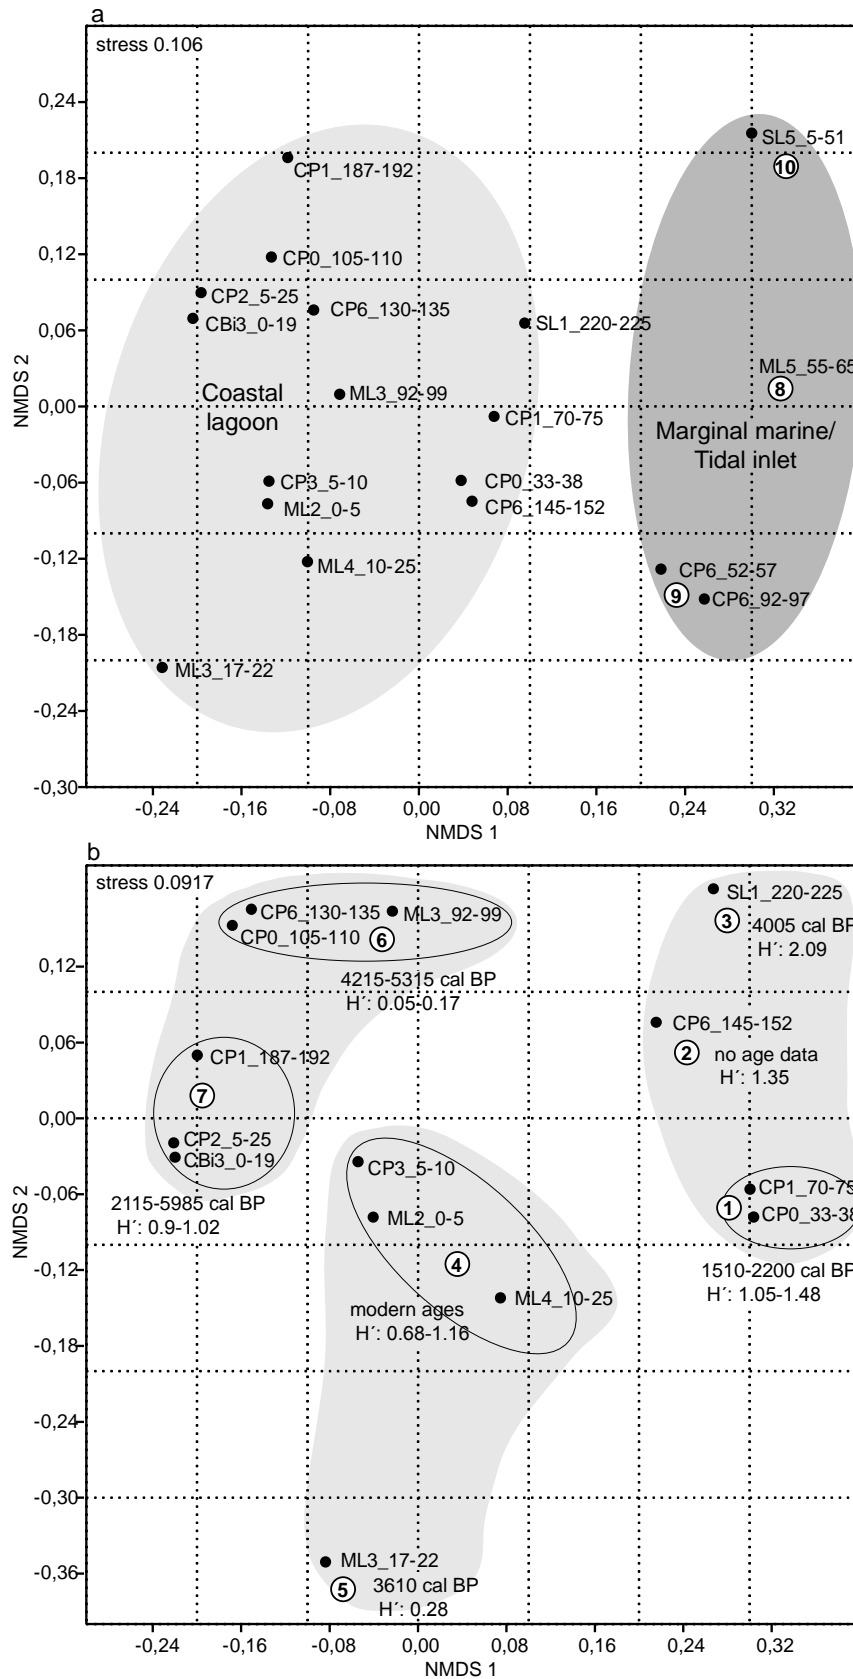 a
stress 0.106
0,24
0,18
0,12
0,06
0,00
-0,06
-0,12
-0,18
-0,24
-0,30
NMDS 2
SL5_5-51
10
CP1_187-192
CP0_105-110
CP2_5-25
CP6_130-135
CBi3_0-19
SL1_220-225
ML5_55-65
8
Coastal
lagoon
ML3_92-99
CP1_70-75
Marginal marine/
Tidal inlet
CP3_5-10
CP0_33-38
ML2_0-5
CP6_145-152
ML4_10-25
CP6_52-57
9
CP6_92-97
ML3_17-22
-0,24
-0,16
-0,08
0,00
0,08
0,16
0,24
0,32
NMDS 1
b
stress 0.0917
0,12
0,06
0,00
-0,06
-0,12
-0,18
-0,24
-0,30
-0,36
NMDS 2
CP6_130-135
ML3_92-99
CP0_105-110
6
4215-5315 cal BP
H´: 0.05-0.17
SL1_220-225
3
4005 cal BP
H´: 2.09
CP6_145-152
2
no age data
H´: 1.35
CP1_187-192
7
CP2_5-25
CBi3_0-19
2115-5985 cal BP
H´: 0.9-1.02
CP3_5-10
ML2_0-5
4
ML4_10-25
modern ages
H´: 0.68-1.16
CP1_70-75
1
CP0_33-38
1510-2200 cal BP
H´: 1.05-1.48
ML3_17-22
5
3610 cal BP
H´: 0.28
-0,24
-0,16
-0,08
0,00
0,08
0,16
0,24
0,32
NMDS 1